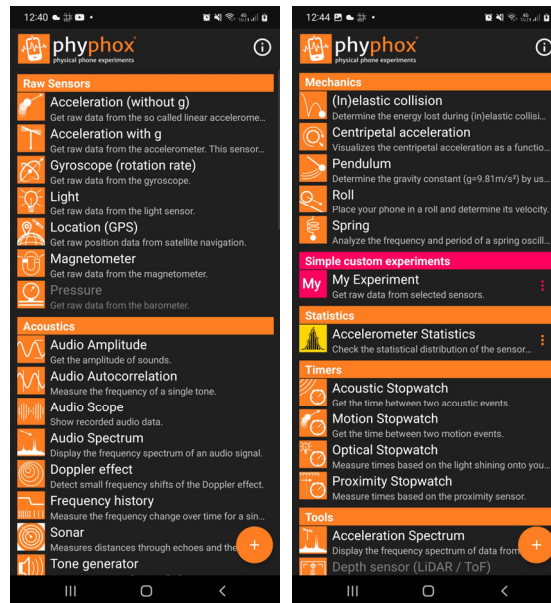 12:40
phyphox
physical phone experiments
Raw Sensors
Acceleration (without g)
Get raw data from the so called linear accelerome...
Acceleration with g
Get raw data from the accelerometer. This sensor...
Gyroscope (rotation rate)
Get raw data from the gyroscope.
Light
Get raw data from the light sensor.
Location (GPS)
Get raw position data from satellite navigation.
Magnetometer
Get raw data from the magnetometer.
Pressure
Get raw data from the barometer.
Acoustics
Audio Amplitude
Get the amplitude of sounds.
Audio Autocorrelation
Measure the frequency of a single tone.
Audio Scope
Show recorded audio data.
Audio Spectrum
Display the frequency spectrum of an audio signal.
Doppler effect
Detect small frequency shifts of the Doppler effect.
Frequency history
Measure the frequency change over time for a sin...
Sonar
Measures distances through echoes and the
Tone generator
12:44
phyphox
physical phone experiments
Mechanics
(In)elastic collision
Determine the energy lost during (in)elastic collisi...
Centripetal acceleration
Visualizes the centripetal acceleration as a functio...
Pendulum
Determine the gravity constant (g=9.81m/s²) by us...
Roll
Place your phone in a roll and determine its velocity.
Spring
Analyze the frequency and period of a spring oscill...
Simple custom experiments
My
My Experiment
Get raw data from selected sensors.
Statistics
Accelerometer Statistics
Check the statistical distribution of the sensor...
Timers
Acoustic Stopwatch
Get the time between two acoustic events.
Motion Stopwatch
Get the time between two motion events.
Optical Stopwatch
Measure times based on the light shining onto you...
Proximity Stopwatch
Measure times based on the proximity sensor.
Tools
Acceleration Spectrum
Display the frequency spectrum of data from
Depth sensor (LiDAR / ToF)